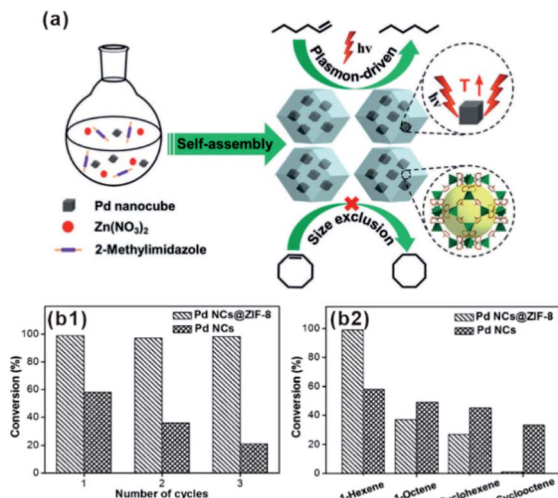 (a)
hν
Plasmon-driven
T
hν
Self-assembly
Pd nanocube
Zn(NO₃)₂
2-Methylimidazole
Size exclusion
(b1)
Pd NCs@ZIF-8
Pd NCs
100
80
60
40
20
0
Conversion (%)
1 2 3
Number of cycles
(b2)
Pd NCs@ZIF-8
Pd NCs
100
80
60
40
20
0
Conversion (%)
1-Hexene 1-Octene Cyclohexene Cyclooctene